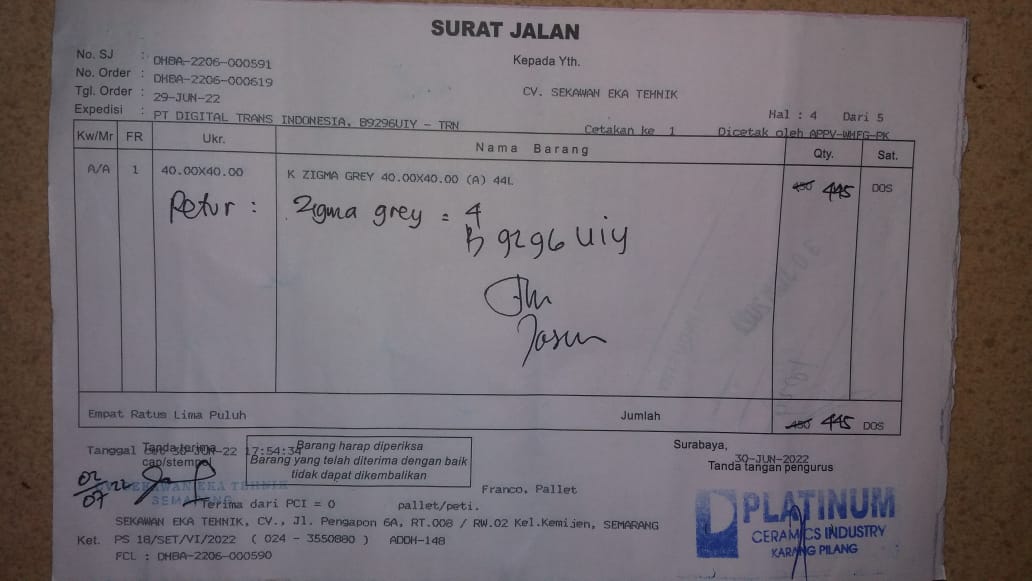 SURAT JALAN
No. SJ : DHBA-2206-000591
Kepada Yth.
No. Order : DHBA-2206-000619
Tgl. Order : 29-JUN-22
CV. SEKAWAN EKA TEHNIK
Expedisi : PT DIGITAL TRANS INDONESIA, B9296UIY - TRN
Hal : 4 Dari 5
Cetakan ke 1 Dicetak oleh APPV-WHFG-PK
Kw/Mr FR Ukr. Nama Barang Qty. Sat.
A/A 1 40.00X40.00 K ZIGMA GREY 40.00X40.00 (A) 44L 450 445 DOS
Retur : Zigma grey = 4
B 9296 UiY
Empat Ratus Lima Puluh Jumlah 450 445 DOS
Tanggal 30-JUN-22 17:54:34
Tanda terima
cap/stempel
Barang harap diperiksa
Barang yang telah diterima dengan baik
tidak dapat dikembalikan
Surabaya,
30-JUN-2022
Tanda tangan pengurus
02/07 22
SEKAWAN EKA TEHNIK
SEMARANG
Franco, Pallet
Terima dari PCI = 0 pallet/peti.
SEKAWAN EKA TEHNIK, CV., Jl. Pengapon 6A, RT.008 / RW.02 Kel.Kemijen, SEMARANG
Ket. PS 18/SET/VI/2022 ( 024 - 3550880 ) ADDH-148
FCL : DHBA-2206-000590
PLATINUM
CERAMICS INDUSTRY
KARANG PILANG